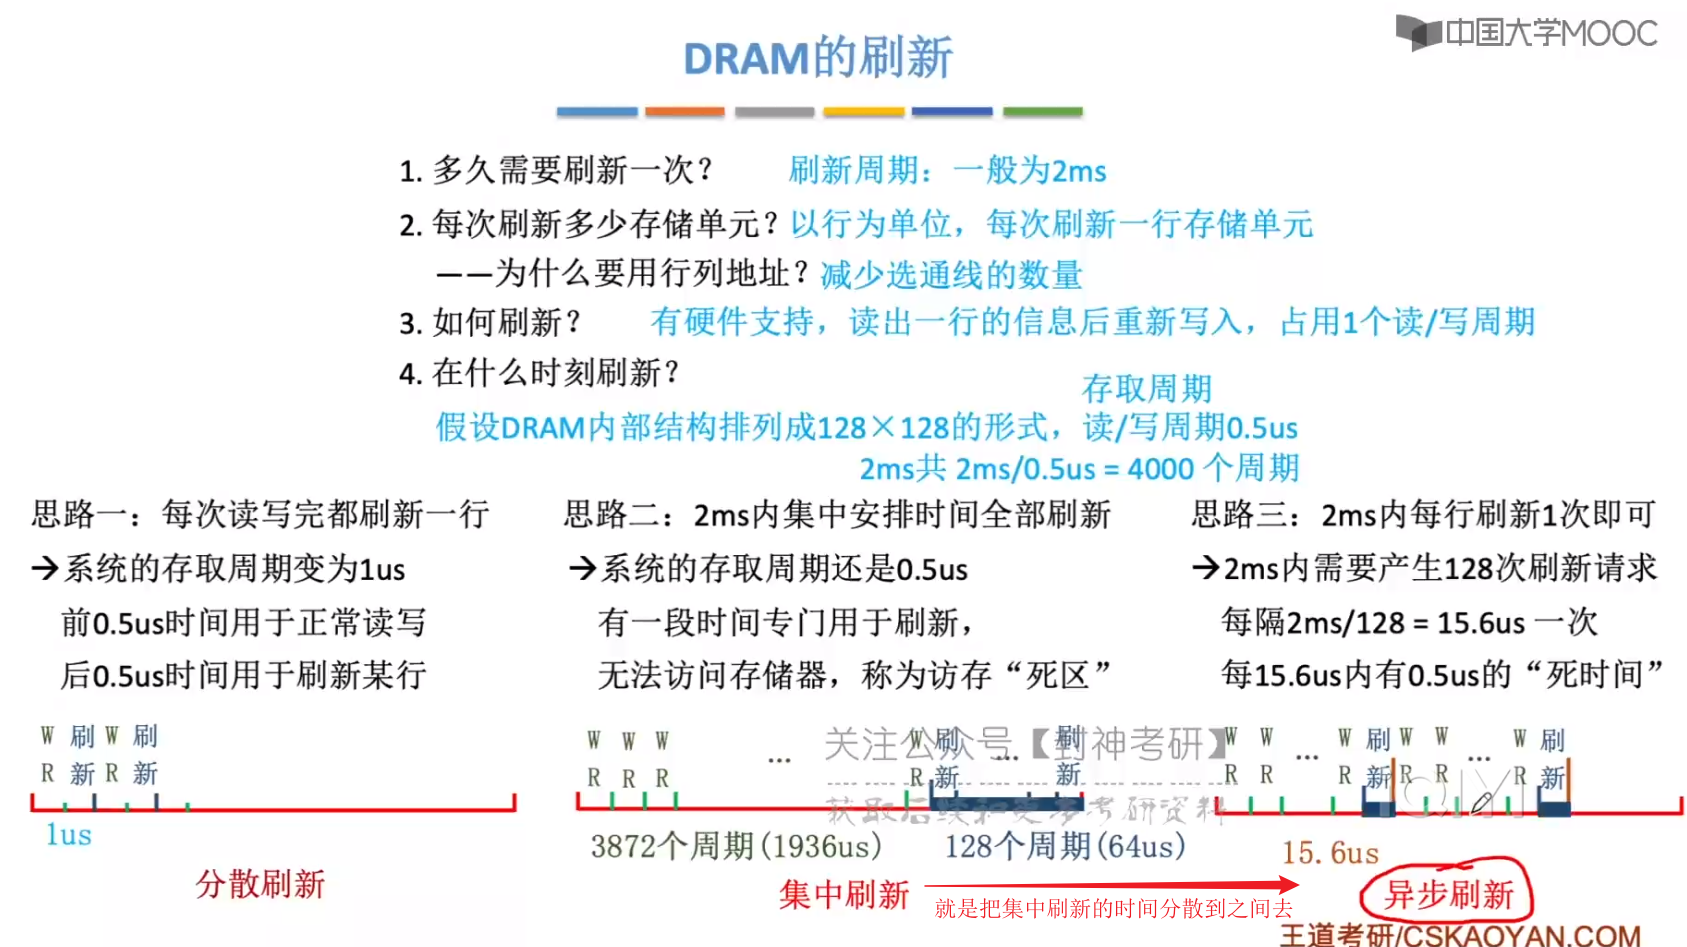 中国大学MOOC
DRAM的刷新
1. 多久需要刷新一次？ 刷新周期：一般为2ms
2. 每次刷新多少存储单元？以行为单位，每次刷新一行存储单元
——为什么要用行列地址？减少选通线的数量
3. 如何刷新？ 有硬件支持，读出一行的信息后重新写入，占用1个读/写周期
4. 在什么时刻刷新？
存取周期
假设DRAM内部结构排列成128×128的形式，读/写周期0.5us
2ms共 2ms/0.5us = 4000 个周期
思路一：每次读写完都刷新一行
→系统的存取周期变为1us
前0.5us时间用于正常读写
后0.5us时间用于刷新某行
W 刷 W 刷
R 新 R 新
1us
分散刷新
思路二：2ms内集中安排时间全部刷新
→系统的存取周期还是0.5us
有一段时间专门用于刷新，
无法访问存储器，称为访存“死区”
W W W ... W 刷 ... 刷
R R R R 新 新
3872个周期(1936us) 128个周期(64us)
集中刷新
就是把集中刷新的时间分散到之间去
思路三：2ms内每行刷新1次即可
→2ms内需要产生128次刷新请求
每隔2ms/128 = 15.6us 一次
每15.6us内有0.5us的“死时间”
W W ... W 刷 W W ... W 刷
R R R 新 R R R 新
15.6us
异步刷新
关注公众号【封神考研】
获取后续和更多考研资料
王道考研/CSKAOYAN.COM